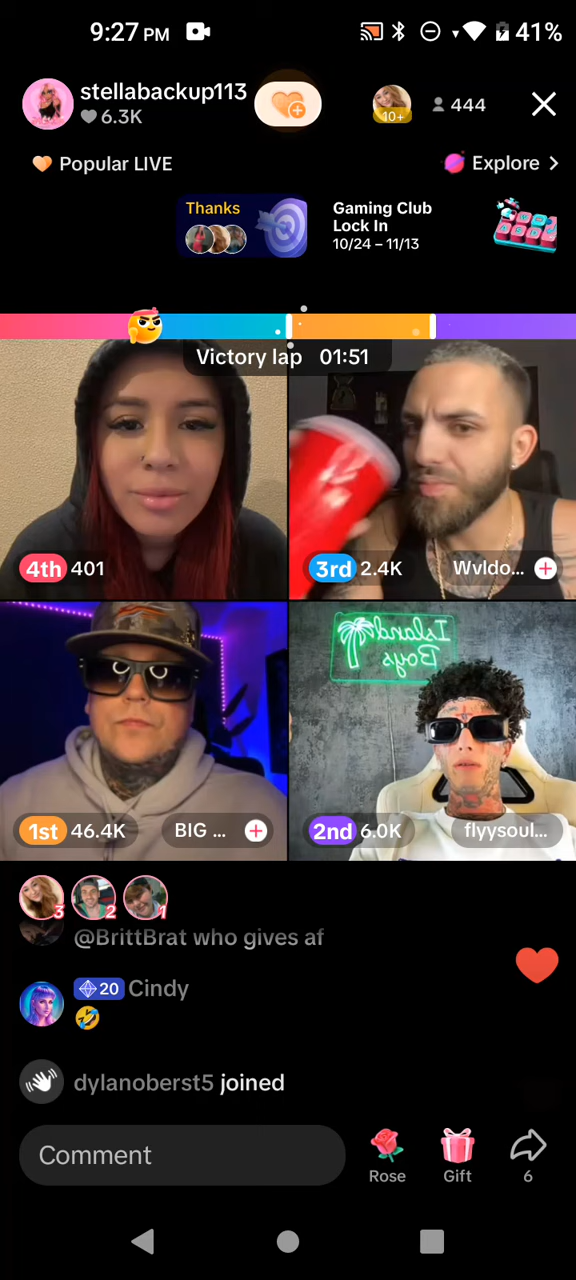 9:27 PM
41%
stellabackup113
6.3K
10+
444
Popular LIVE
Explore >
Thanks
Gaming Club
Lock In
10/24 – 11/13
Victory lap 01:51
4th 401
3rd 2.4K Wvldo...
Island
Boys
1st 46.4K BIG ...
2nd 6.0K flyysoul...
3 2 1
@BrittBrat who gives af
20 Cindy
🤣
dylanoberst5 joined
Comment
Rose
Gift
6